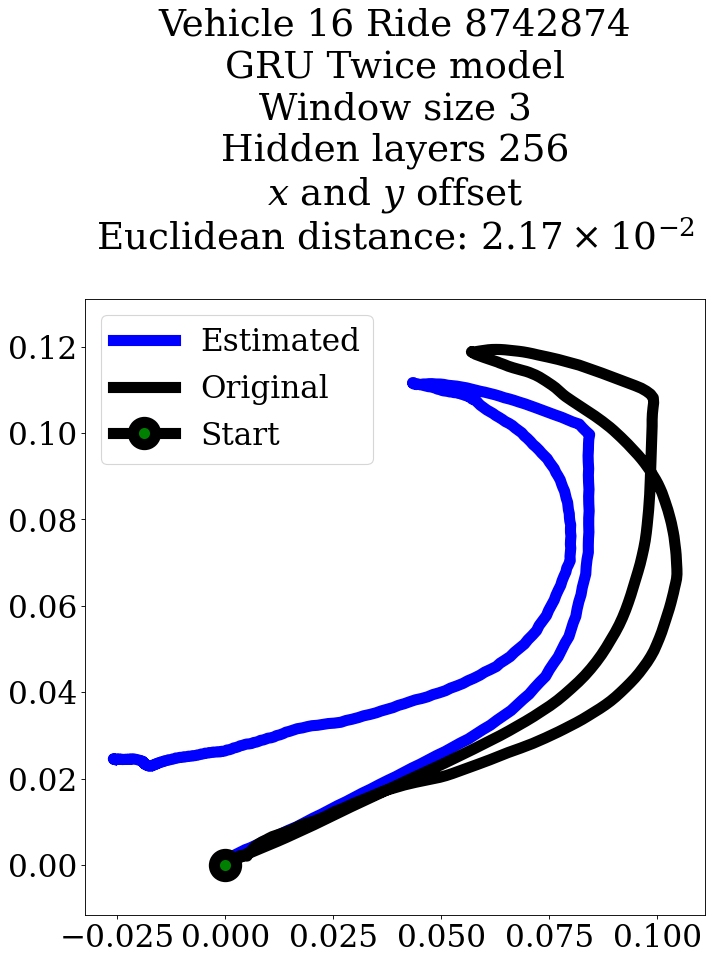 Vehicle 16 Ride 8742874
GRU Twice model
Window size 3
Hidden layers 256
x and y offset
Euclidean distance: 2.17 × 10⁻²
Estimated
Original
Start
0.12
0.10
0.08
0.06
0.04
0.02
0.00
−0.025 0.000 0.025 0.050 0.075 0.100